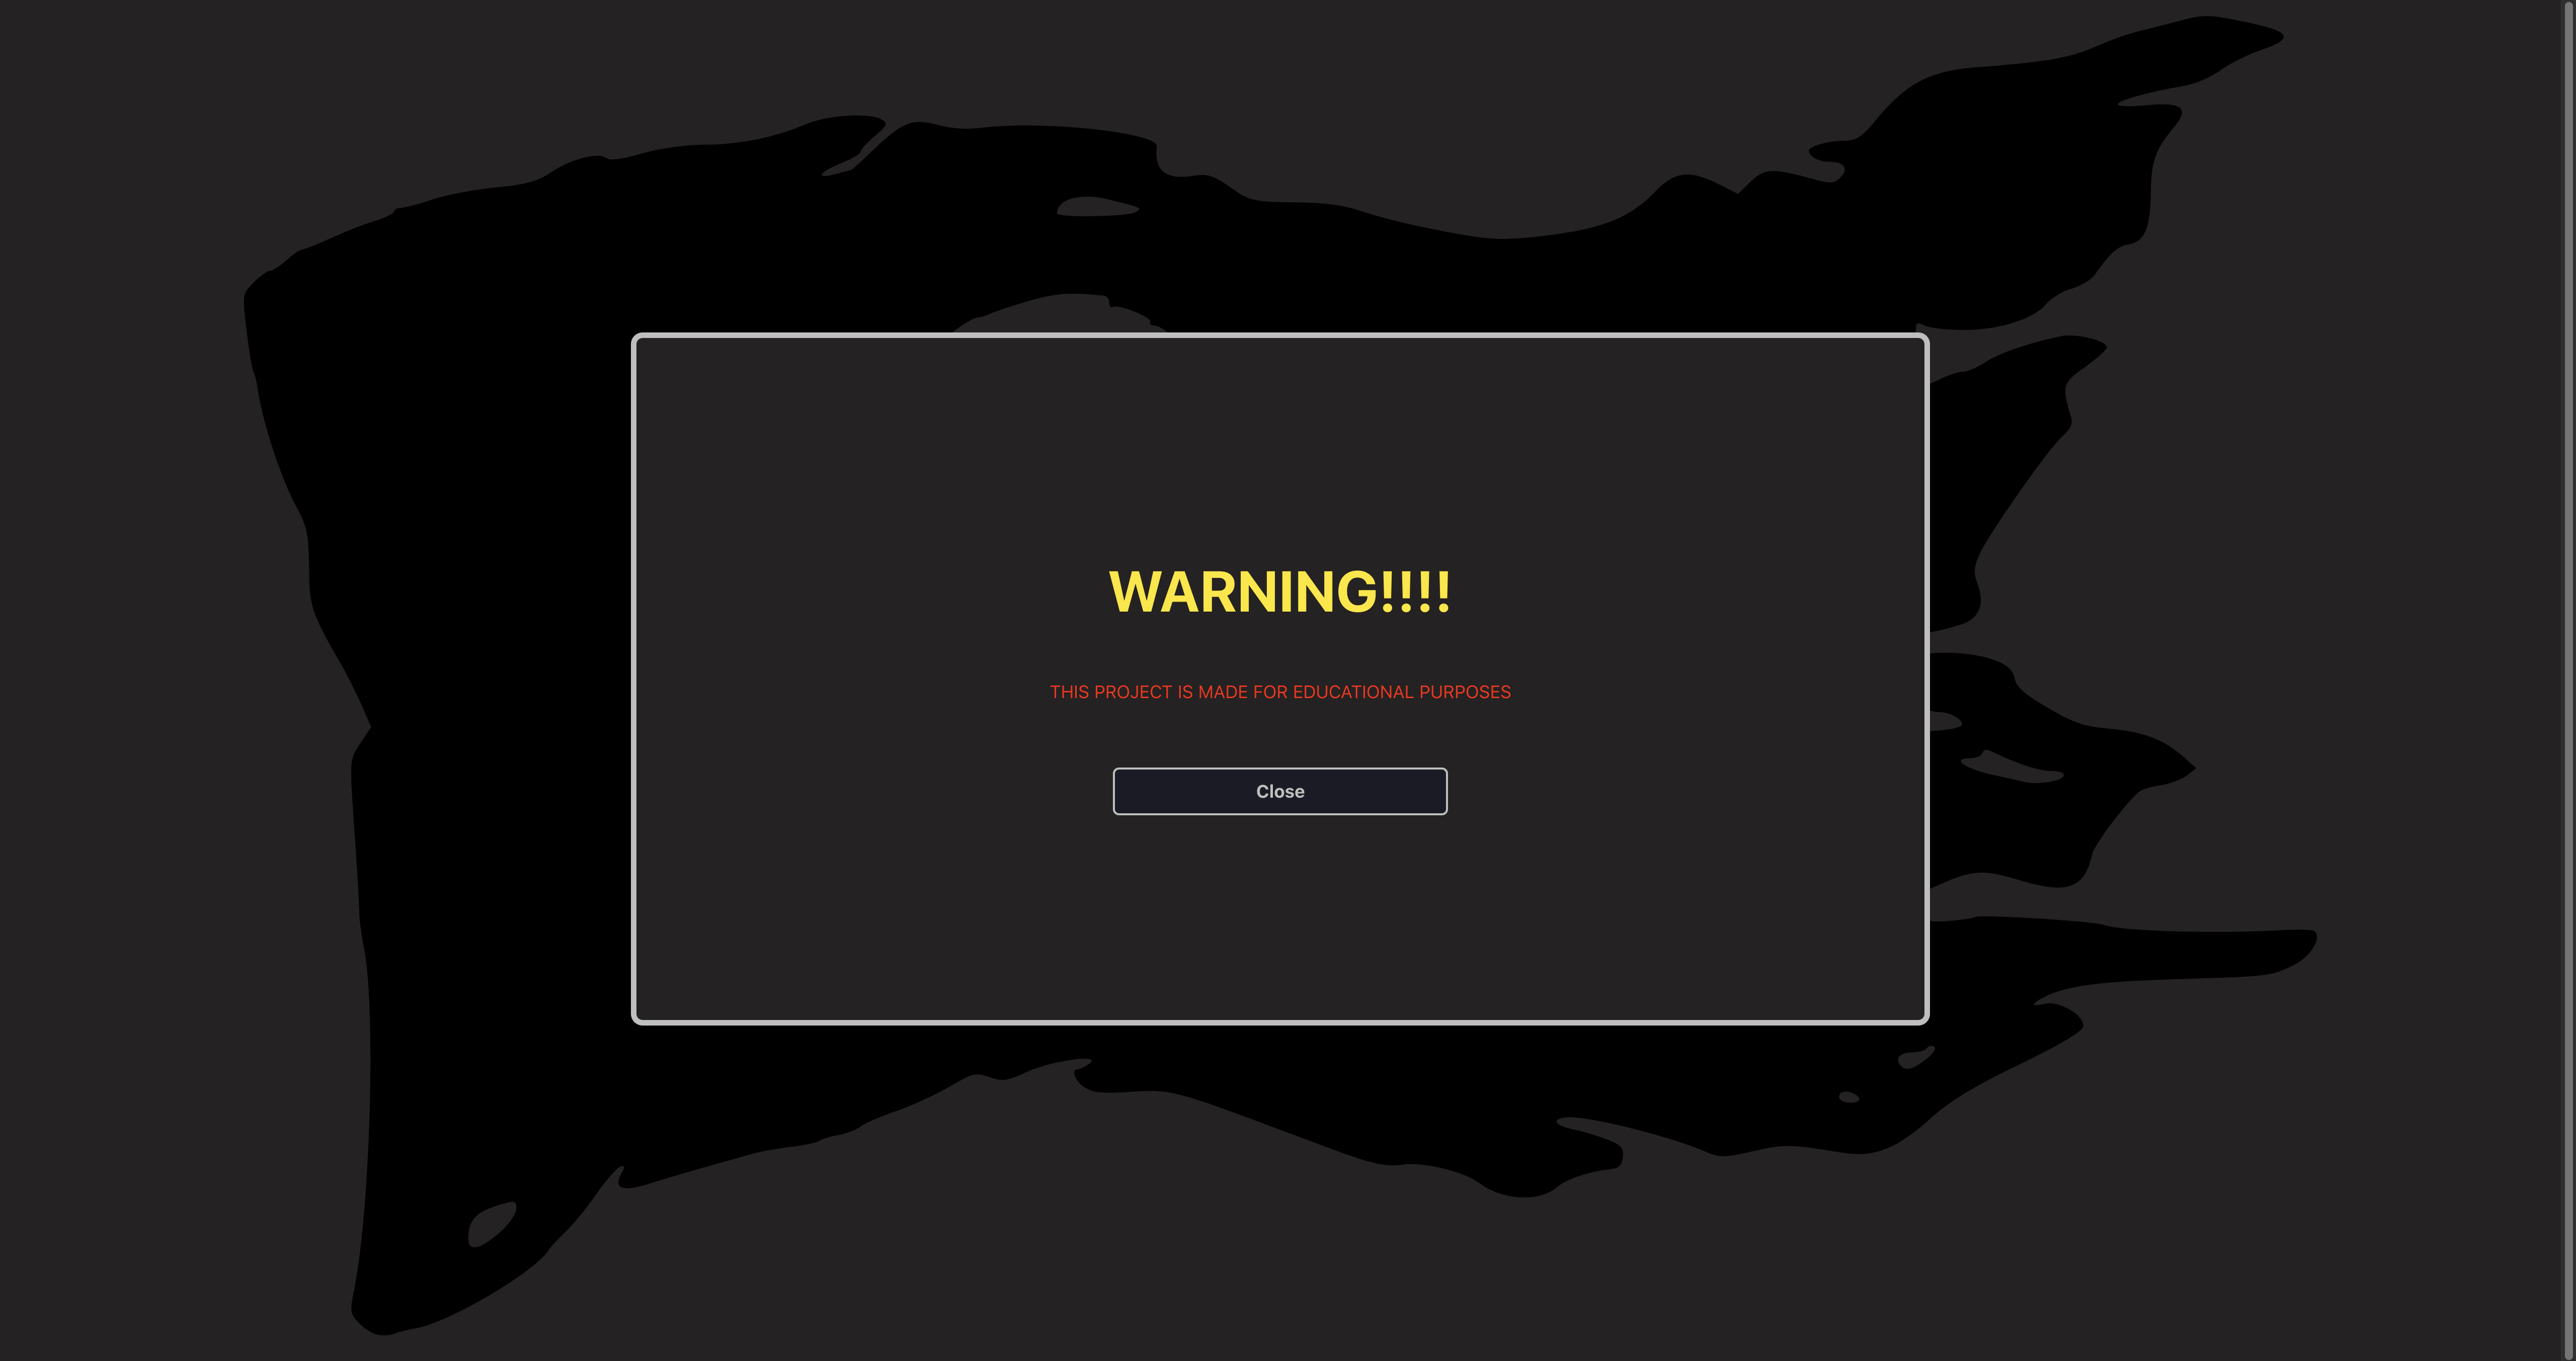 WARNING!!!!
THIS PROJECT IS MADE FOR EDUCATIONAL PURPOSES
Close